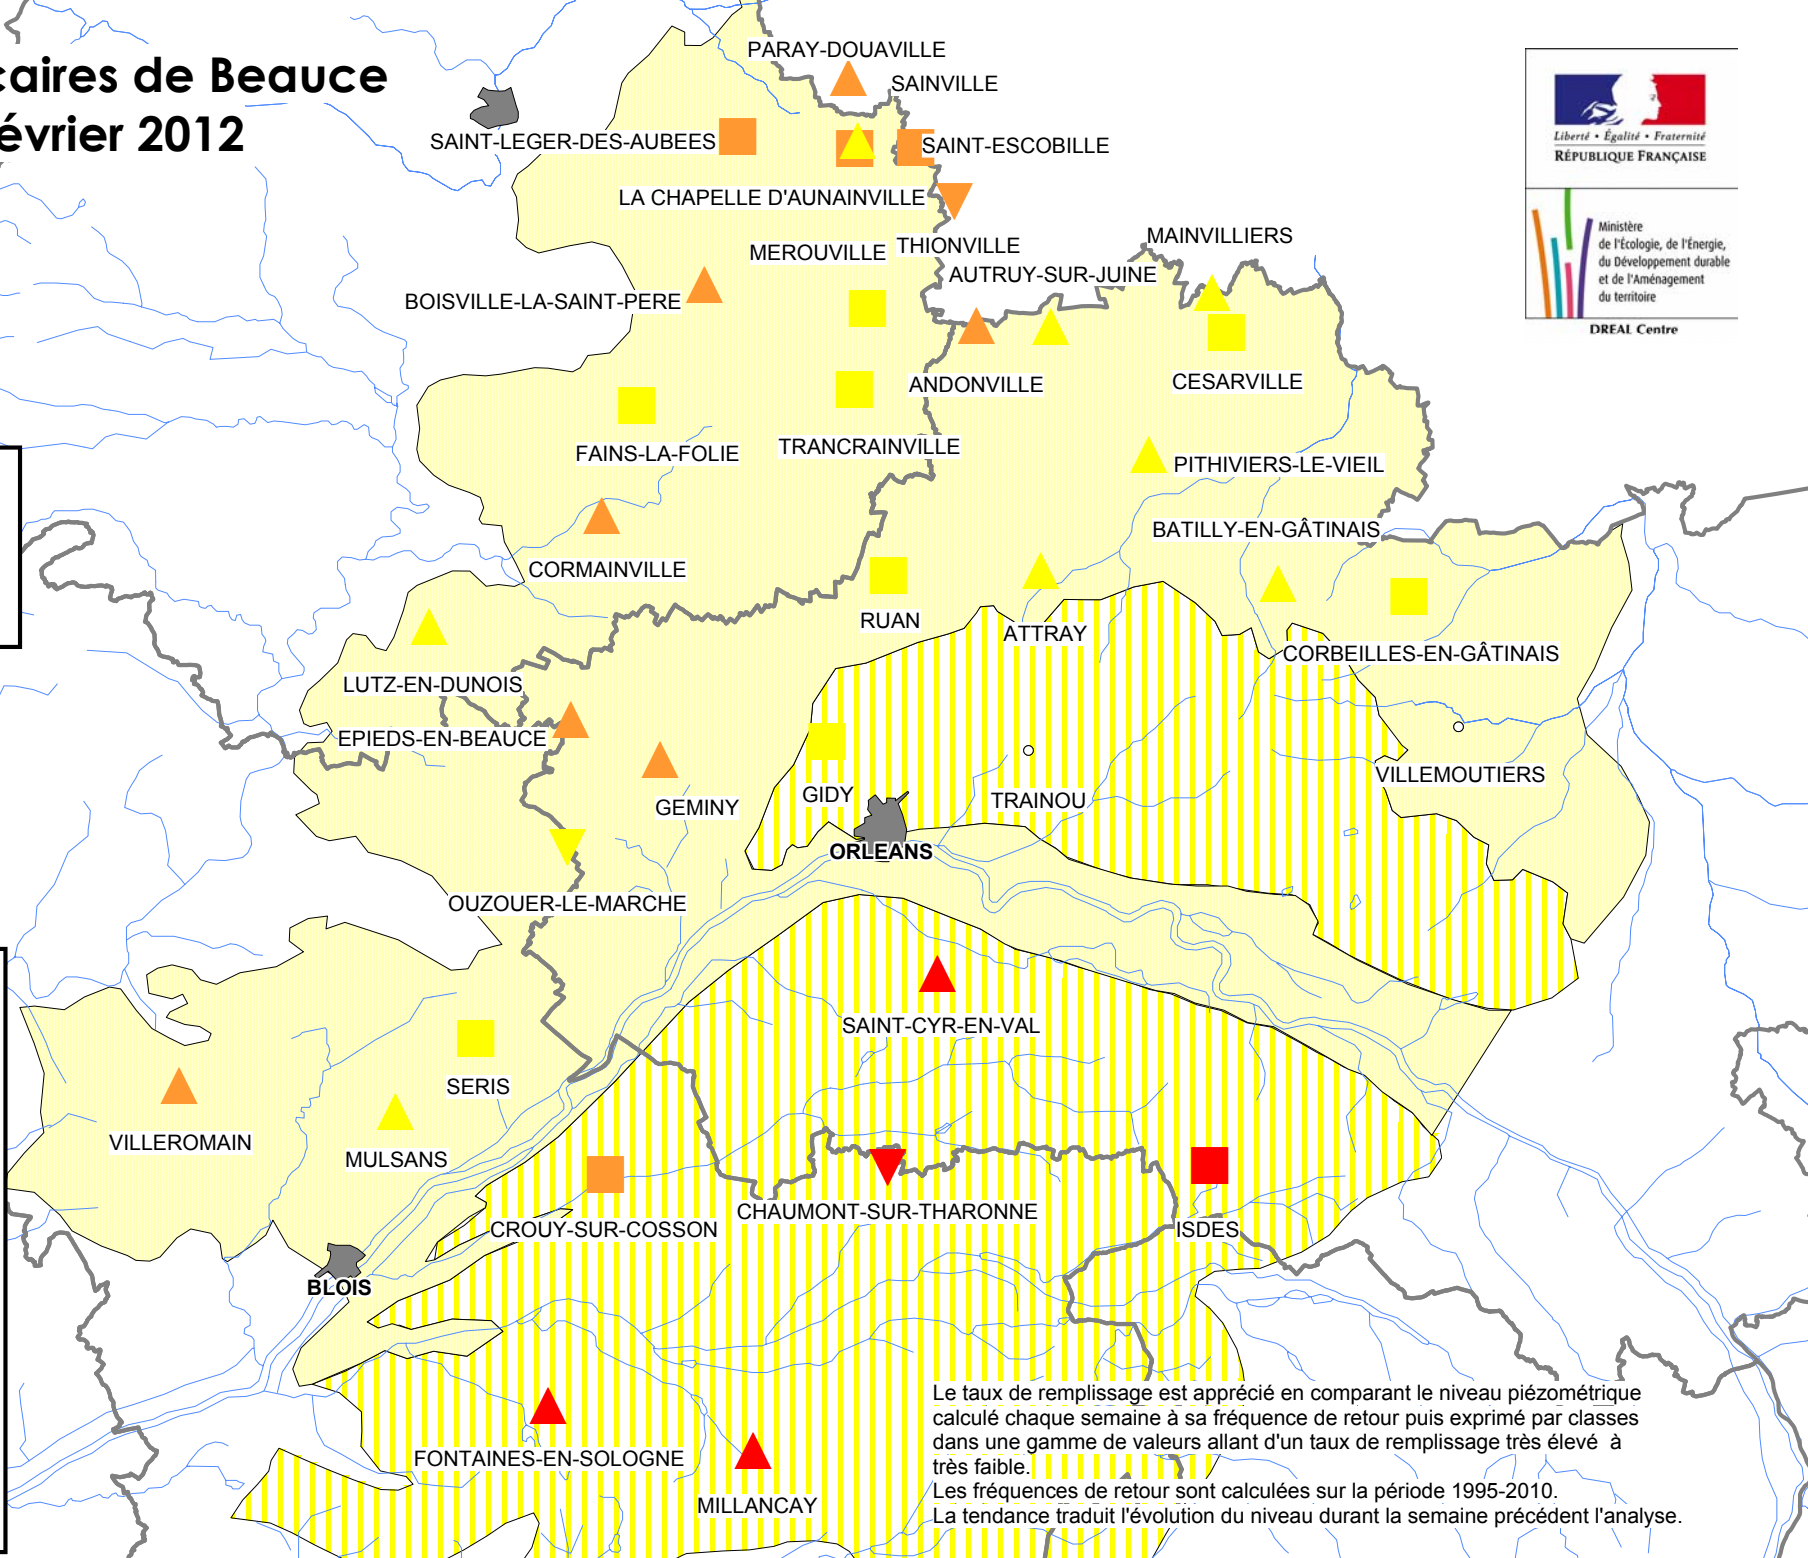 caires de Beauce
évrier 2012
PARAY-DOUAVILLE
SAINVILLE
SAINT-LEGER-DES-AUBEES
SAINT-ESCOBILLE
LA CHAPELLE D'AUNAINVILLE
MEROUVILLE
THIONVILLE
MAINVILLIERS
AUTRUY-SUR-JUINE
BOISVILLE-LA-SAINT-PERE
ANDONVILLE
CESARVILLE
FAINS-LA-FOLIE
TRANCRAINVILLE
PITHIVIERS-LE-VIEIL
BATILLY-EN-GÂTINAIS
CORMAINVILLE
RUAN
ATTRAY
CORBEILLES-EN-GÂTINAIS
LUTZ-EN-DUNOIS
EPIEDS-EN-BEAUCE
GEMINY
GIDY
TRAINOU
VILLEMOUTIERS
ORLEANS
OUZOUER-LE-MARCHE
SAINT-CYR-EN-VAL
SERIS
VILLEROMAIN
MULSANS
CROUY-SUR-COSSON
CHAUMONT-SUR-THARONNE
ISDES
BLOIS
FONTAINES-EN-SOLOGNE
MILLANCAY
Liberté • Égalité • Fraternité
RÉPUBLIQUE FRANÇAISE
Ministère
de l'Écologie, de l'Énergie,
du Développement durable
et de l'Aménagement
du territoire
DREAL Centre
Le taux de remplissage est apprécié en comparant le niveau piézométrique
calculé chaque semaine à sa fréquence de retour puis exprimé par classes
dans une gamme de valeurs allant d'un taux de remplissage très élevé à
très faible.
Les fréquences de retour sont calculées sur la période 1995-2010.
La tendance traduit l'évolution du niveau durant la semaine précédent l'analyse.